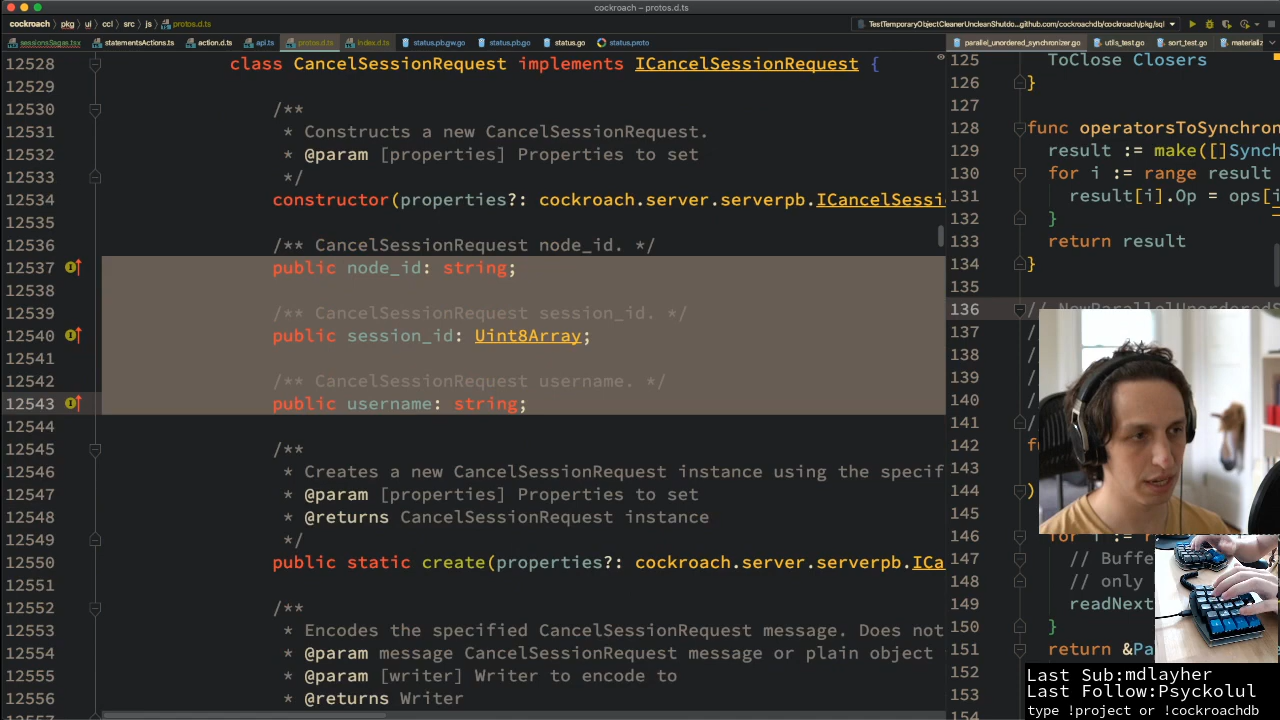 cockroach – protos.d.ts
cockroach › pkg › ui › ccl › src › js › protos.d.ts
TestTemporaryObjectCleanerUncleanShutdo...github.com/cockroachdb/cockroach/pkg/sql
sessionsSagas.tsx statementsActions.ts action.d.ts api.ts protos.d.ts index.d.ts status.pb.gw.go status.pb.go status.go status.proto
parallel_unordered_synchronizer.go utils_test.go sort_test.go materializ
12528 class CancelSessionRequest implements ICancelSessionRequest {
12529
12530 /**
12531 * Constructs a new CancelSessionRequest.
12532 * @param [properties] Properties to set
12533 */
12534 constructor(properties?: cockroach.server.serverpb.ICancelSessi
12535
12536 /** CancelSessionRequest node_id. */
12537 public node_id: string;
12538
12539 /** CancelSessionRequest session_id. */
12540 public session_id: Uint8Array;
12541
12542 /** CancelSessionRequest username. */
12543 public username: string;
12544
12545 /**
12546 * Creates a new CancelSessionRequest instance using the specif
12547 * @param [properties] Properties to set
12548 * @returns CancelSessionRequest instance
12549 */
12550 public static create(properties?: cockroach.server.serverpb.ICa
12551
12552 /**
12553 * Encodes the specified CancelSessionRequest message. Does not
12554 * @param message CancelSessionRequest message or plain object
12555 * @param [writer] Writer to encode to
12556 * @returns Writer
125 ToClose Closers
126 }
127
128 func operatorsToSynchron
129 result := make([]Synch
130 for i := range result
131 result[i].Op = ops[i
132 }
133 return result
134 }
135
136 // NewParallelUnorderedS
137 /
138 /
139 /
140 /
141 /
142 f
143
144 )
145
146 for i := r
147 // Buffe
148 // only
149 readNext
150 }
151 return &Pa
152
153
154
Last Sub:mdlayher
Last Follow:Psyckolul
type !project or !cockroachdb